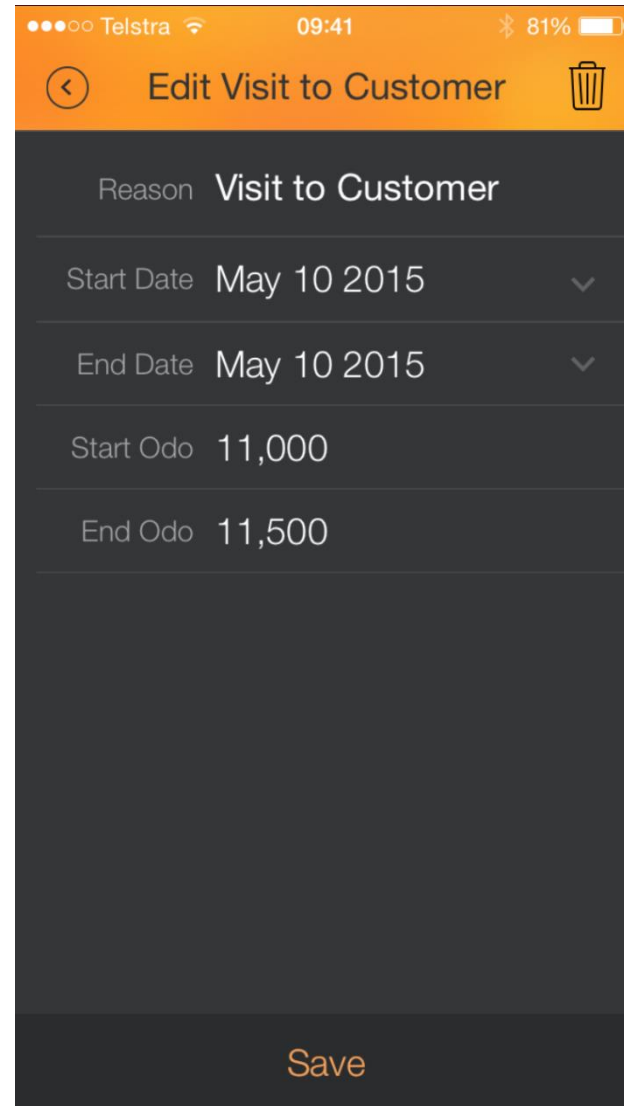 Telstra 09:41 81%
Edit Visit to Customer
Reason Visit to Customer
Start Date May 10 2015
End Date May 10 2015
Start Odo 11,000
End Odo 11,500
Save